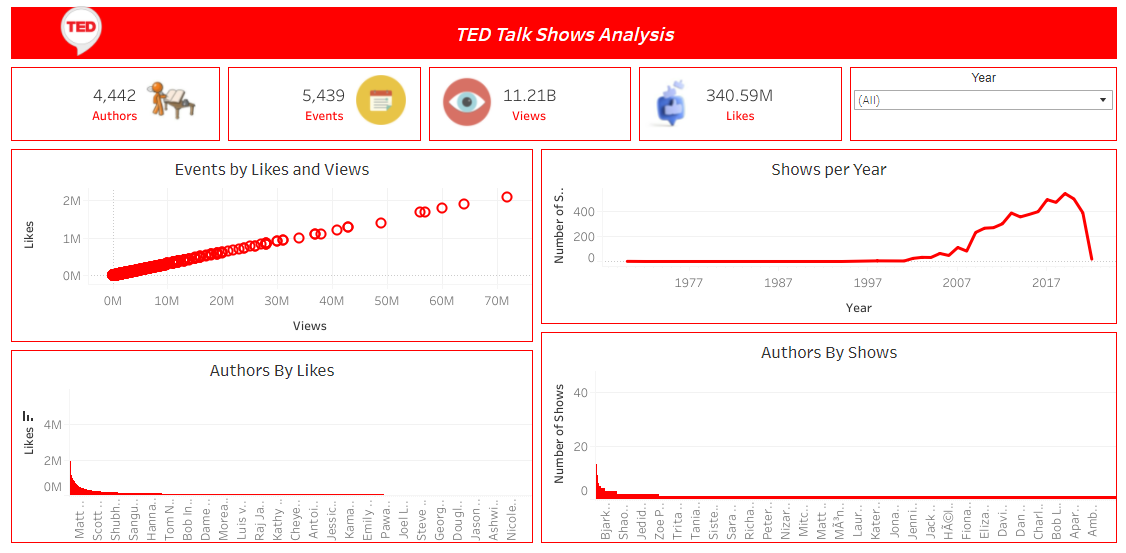 TED
TED Talk Shows Analysis
4,442
Authors
5,439
Events
11.21B
Views
340.59M
Likes
Year
(All)
Events by Likes and Views
Likes
2M
1M
0M
0M 10M 20M 30M 40M 50M 60M 70M
Views
Shows per Year
Number of S..
400
200
0
1977 1987 1997 2007 2017
Year
Authors By Likes
Likes
4M
2M
0M
Matt ..
Scott ..
Shubh..
Sangu..
Hanna..
Tom N..
Bob In..
Dame ..
Morea..
Luis v..
Raj Ja..
Kathy ..
Cheye..
Antoi..
Jessic..
Kama..
Emily ..
Pawa..
Joel L..
Steve ..
Georg..
Dougl..
Jason..
Ashwi..
Nicole..
Authors By Shows
Number of Shows
40
20
0
Bjark..
Shao..
Jedid..
Zoe P..
Trita ..
Tania..
Siste..
Sara ..
Richa..
Peter..
Nizar..
Mitc..
Matt ..
MÃ³n..
Laur..
Kater..
Jona..
Jenni..
Jack ..
HÃ©l..
Fiona..
Eliza..
Davi..
Dan ..
Charl..
Bob L..
Apar..
Amb..